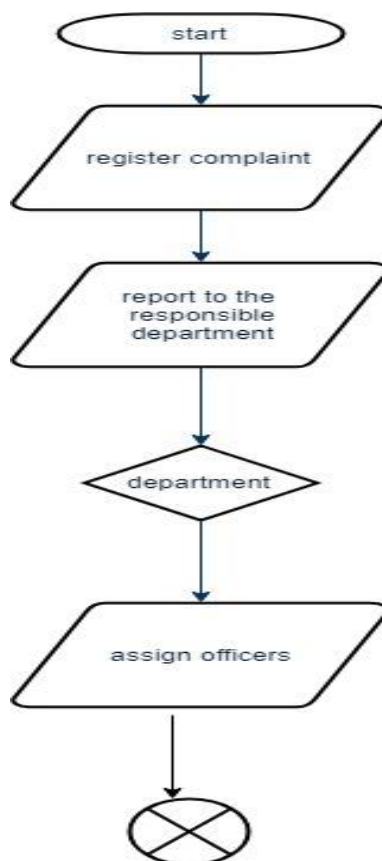 start
register complaint
report to the
responsible
department
department
assign officers